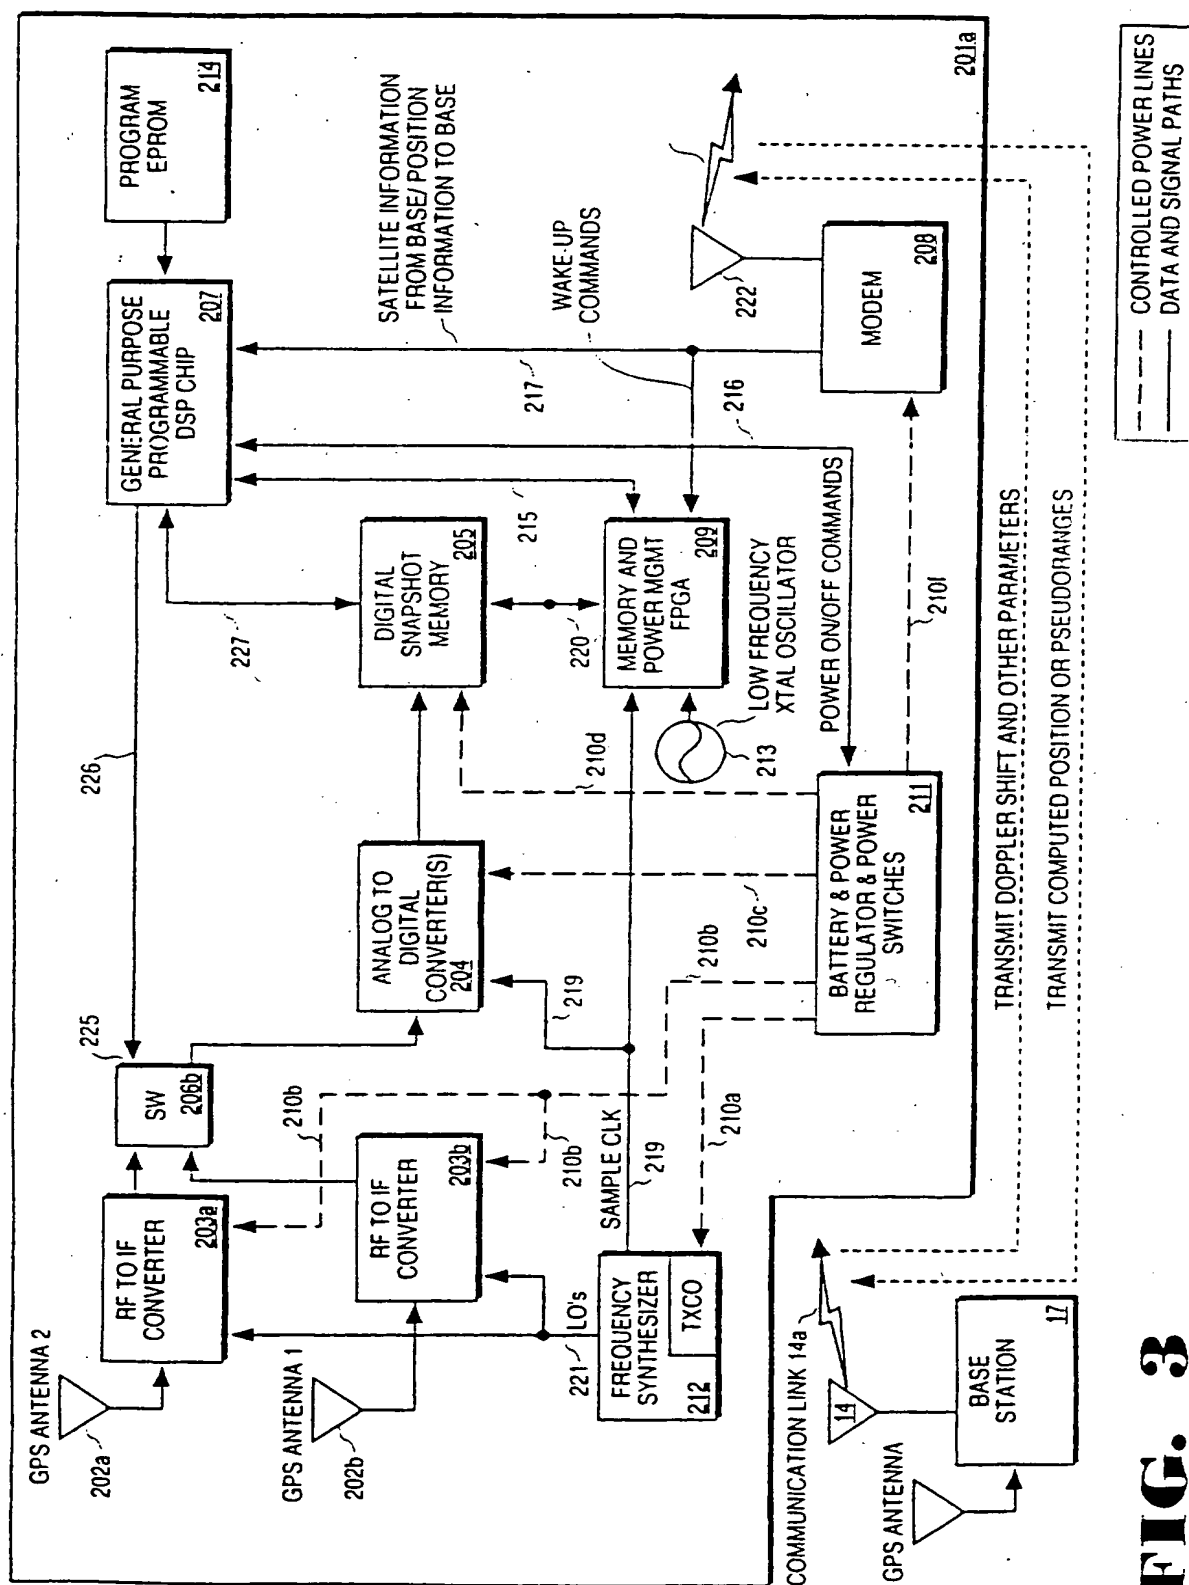 GPS ANTENNA 2
202a
RF TO IF
CONVERTER
203a
GPS ANTENNA 1
202b
RF TO IF
CONVERTER
203b
210b
210b
225
SW
206b
226
221
LO's
FREQUENCY
SYNTHESIZER
TXCO
212
SAMPLE CLK
219
219
ANALOG TO
DIGITAL
CONVERTER(S)
204
210a
210b
210c
210d
227
DIGITAL
SNAPSHOT
MEMORY
205
220
MEMORY AND
POWER MGMT
FPGA
209
213
LOW FREQUENCY
XTAL OSCILLATOR
215
GENERAL PURPOSE
PROGRAMMABLE
DSP CHIP
207
PROGRAM
EPROM
214
SATELLITE INFORMATION
FROM BASE/ POSITION
INFORMATION TO BASE
217
WAKE-UP
COMMANDS
216
POWER ON/OFF COMMANDS
BATTERY & POWER
REGULATOR & POWER
SWITCHES
211
210f
MODEM
208
222
201a
COMMUNICATION LINK 14a
14
GPS ANTENNA
BASE
STATION
17
TRANSMIT DOPPLER SHIFT AND OTHER PARAMETERS
TRANSMIT COMPUTED POSITION OR PSEUDORANGES
CONTROLLED POWER LINES
DATA AND SIGNAL PATHS
FIG. 3